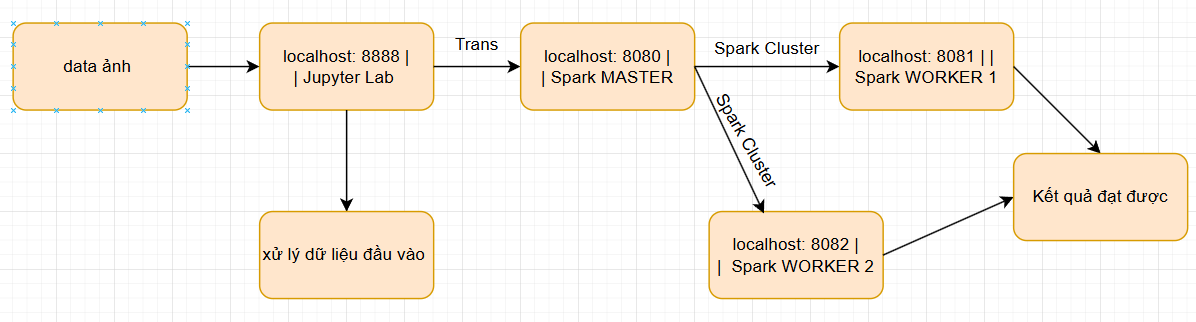 data ảnh
localhost: 8888 |
| Jupyter Lab
Trans
localhost: 8080 |
| Spark MASTER
Spark Cluster
localhost: 8081 | |
Spark WORKER 1
Spark Cluster
xử lý dữ liệu đầu vào
localhost: 8082 |
| Spark WORKER 2
Kết quả đạt được